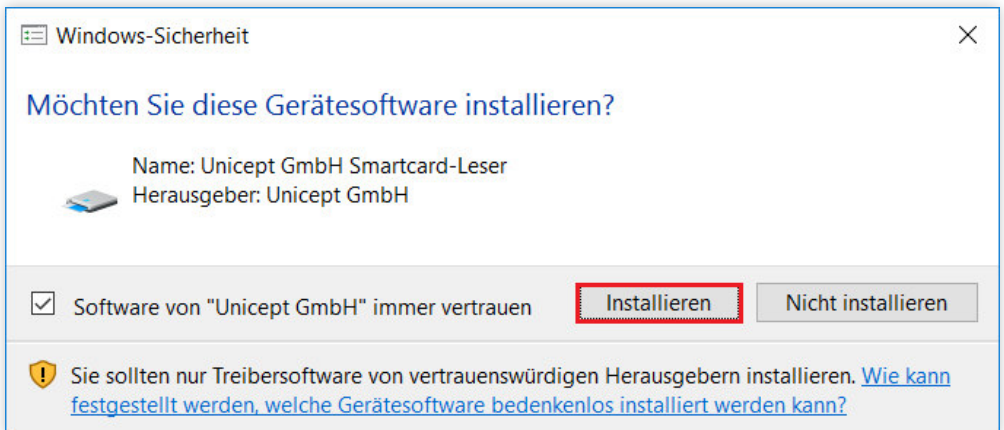 Windows-Sicherheit
Möchten Sie diese Gerätesoftware installieren?
Name: Unicept GmbH Smartcard-Leser
Herausgeber: Unicept GmbH
Software von "Unicept GmbH" immer vertrauen
Installieren
Nicht installieren
Sie sollten nur Treibersoftware von vertrauenswürdigen Herausgebern installieren. Wie kann
festgestellt werden, welche Gerätesoftware bedenkenlos installiert werden kann?